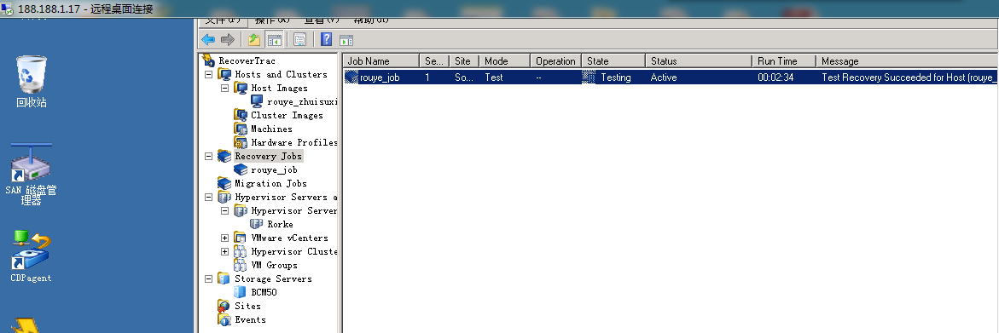 188.188.1.17 - 远程桌面连接
文件(F) 操作(A) 查看(V) 帮助(H)
回收站
SAN 磁盘管
理器
CDPagent
RecoverTrac
Hosts and Clusters
Host Images
rouye_zhuisuxi
Cluster Images
Machines
Hardware Profiles
Recovery Jobs
rouye_job
Migration Jobs
Hypervisor Servers a
Hypervisor Server
Rorke
VMware vCenters
Hypervisor Cluste
VM Groups
Storage Servers
BCM50
Sites
Events
Job Name Se... Site Mode Operation State Status Run Time Message
rouye_job 1 So... Test -- Testing Active 00:02:34 Test Recovery Succeeded for Host (rouye_